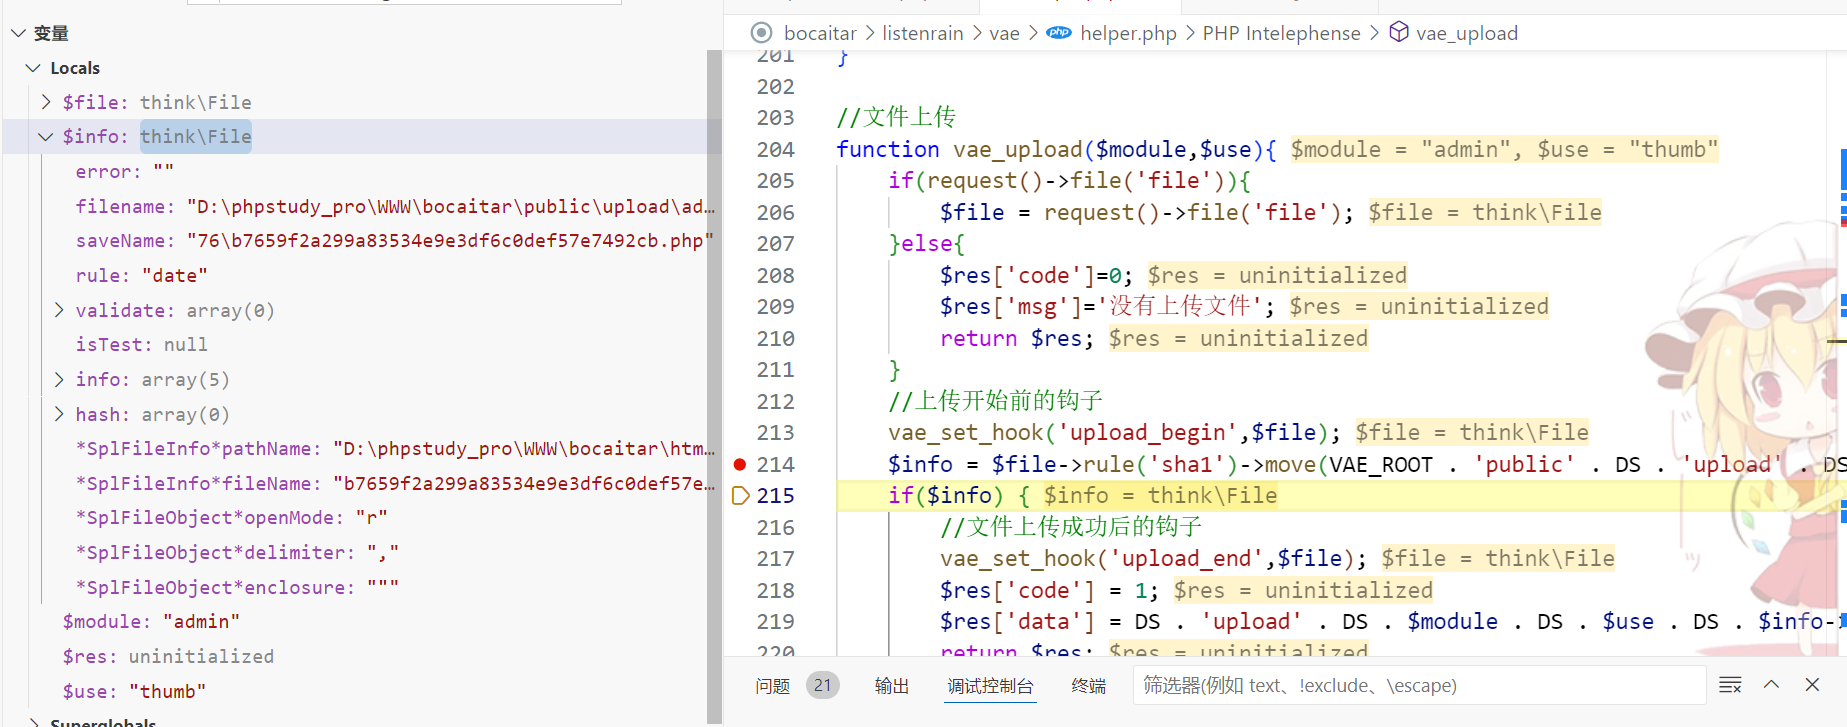 变量
Locals
$file: think\File
$info: think\File
error: ""
filename: "D:\phpstudy_pro\WWW\bocaitar\public\upload\ad…
saveName: "76\b7659f2a299a83534e9e3df6c0def57e7492cb.php"
rule: "date"
validate: array(0)
isTest: null
info: array(5)
hash: array(0)
*SplFileInfo*pathName: "D:\phpstudy_pro\WWW\bocaitar\htm…
*SplFileInfo*fileName: "b7659f2a299a83534e9e3df6c0def57e…
*SplFileObject*openMode: "r"
*SplFileObject*delimiter: ","
*SplFileObject*enclosure: """
$module: "admin"
$res: uninitialized
$use: "thumb"
Superglobals
bocaitar > listenrain > vae > php helper.php > PHP Intelephense > vae_upload
201 }
202
203 //文件上传
204 function vae_upload($module,$use){ $module = "admin", $use = "thumb"
205 if(request()->file('file')){
206 $file = request()->file('file'); $file = think\File
207 }else{
208 $res['code']=0; $res = uninitialized
209 $res['msg']='没有上传文件'; $res = uninitialized
210 return $res; $res = uninitialized
211 }
212 //上传开始前的钩子
213 vae_set_hook('upload_begin',$file); $file = think\File
214 $info = $file->rule('sha1')->move(VAE_ROOT . 'public' . DS . 'upload' . DS
215 if($info) { $info = think\File
216 //文件上传成功后的钩子
217 vae_set_hook('upload_end',$file); $file = think\File
218 $res['code'] = 1; $res = uninitialized
219 $res['data'] = DS . 'upload' . DS . $module . DS . $use . DS . $info-
220 return $res; $res = uninitialized
问题 21 输出 调试控制台 终端 筛选器(例如 text、!exclude、\escape)